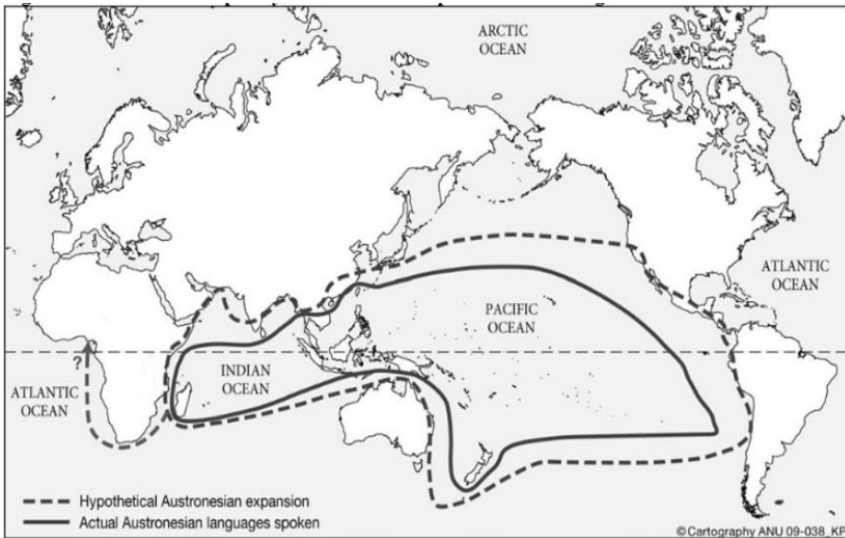 ARCTIC
OCEAN
ATLANTIC
OCEAN
PACIFIC
OCEAN
INDIAN
OCEAN
?
ATLANTIC
OCEAN
Hypothetical Austronesian expansion
Actual Austronesian languages spoken
©Cartography ANU 09-038_KP